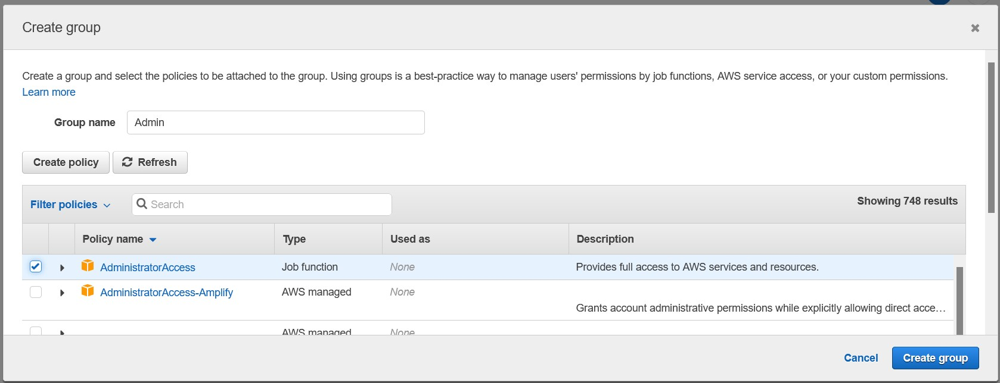 Create group
Create a group and select the policies to be attached to the group. Using groups is a best-practice way to manage users' permissions by job functions, AWS service access, or your custom permissions.
Learn more
Group name Admin
Create policy Refresh
Filter policies Search Showing 748 results
Policy name Type Used as Description
AdministratorAccess Job function None Provides full access to AWS services and resources.
AdministratorAccess-Amplify AWS managed None
Grants account administrative permissions while explicitly allowing direct acce…
AWS managed None
Cancel Create group